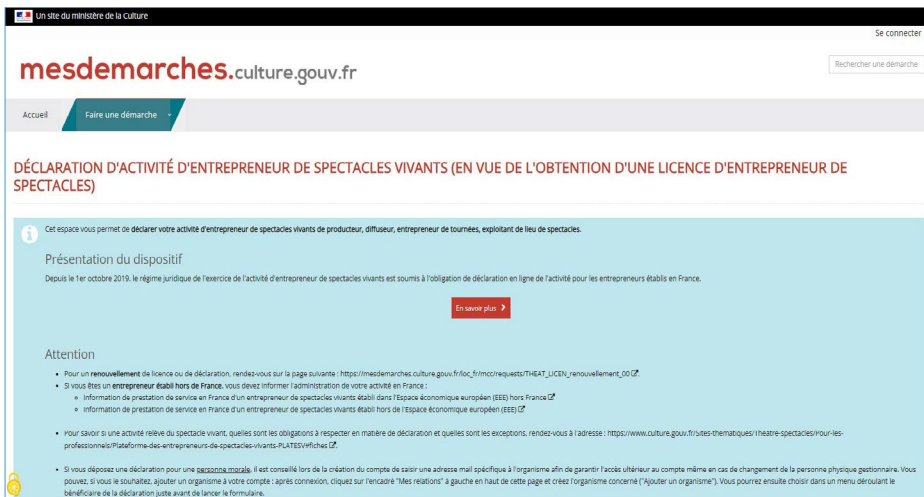 Un site du ministère de la Culture
Se connecter
mesdemarches.culture.gouv.fr
Rechercher une démarche
Accueil
Faire une démarche
DÉCLARATION D'ACTIVITÉ D'ENTREPRENEUR DE SPECTACLES VIVANTS (EN VUE DE L'OBTENTION D'UNE LICENCE D'ENTREPRENEUR DE
SPECTACLES)
Cet espace vous permet de déclarer votre activité d'entrepreneur de spectacles vivants de producteur, diffuseur, entrepreneur de tournées, exploitant de lieu de spectacles.
Présentation du dispositif
Depuis le 1er octobre 2019, le régime juridique de l'exercice de l'activité d'entrepreneur de spectacles vivants est soumis à l'obligation de déclaration en ligne de l'activité pour les entrepreneurs établis en France.
En savoir plus
Attention
• Pour un renouvellement de licence ou de déclaration, rendez-vous sur la page suivante : https://mesdemarches.culture.gouv.fr/loc_fr/mcc/requests/THEAT_LICEN_renouvellement_00.
• Si vous êtes un entrepreneur établi hors de France, vous devez informer l'administration de votre activité en France :
Information de prestation de service en France d'un entrepreneur de spectacles vivants établi dans l'Espace économique européen (EEE) hors France
Information de prestation de service en France d'un entrepreneur de spectacles vivants établi hors de l'Espace économique européen (EEE)
• Pour savoir si une activité relève du spectacle vivant, quelles sont les obligations à respecter en matière de déclaration et quelles sont les exceptions, rendez-vous à l'adresse : https://www.culture.gouv.fr/Sites-thematiques/Theatre-spectacles/Pour-les-
professionnels/Plateforme-des-entrepreneurs-de-spectacles-vivants-PLATESV#fiches.
• Si vous déposez une déclaration pour une personne morale, il est conseillé lors de la création du compte de saisir une adresse mail spécifique à l'organisme afin de garantir l'accès ultérieur au compte même en cas de changement de la personne physique gestionnaire. Vous
pouvez, si vous le souhaitez, ajouter un organisme à votre compte : après connexion, cliquez sur l'encadré "Mes relations" à gauche en haut de cette page et créez l'organisme concerné ("Ajouter un organisme"). Vous pourrez ensuite choisir dans un menu déroulant le
bénéficiaire de la déclaration juste avant de lancer le formulaire.